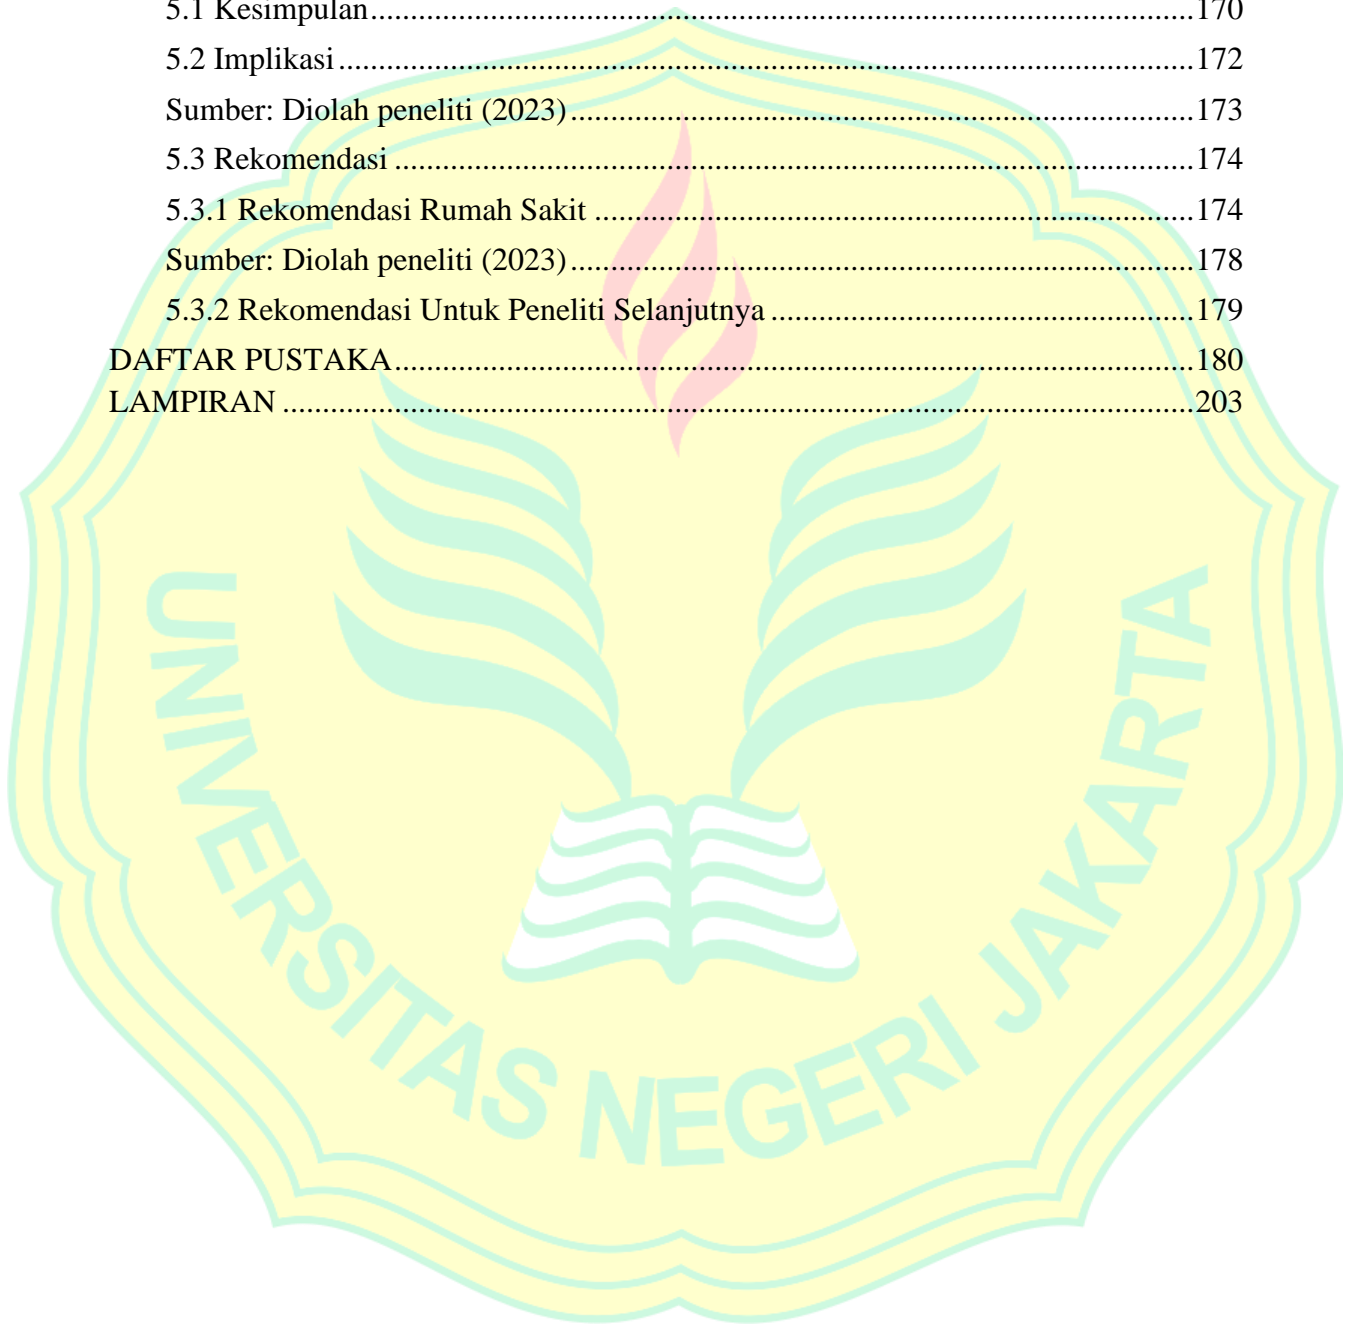 5.1 Kesimpulan....................................................................................................170
5.2 Implikasi........................................................................................................172
Sumber: Diolah peneliti (2023)............................................................................173
5.3 Rekomendasi..................................................................................................174
5.3.1 Rekomendasi Rumah Sakit..........................................................................174
Sumber: Diolah peneliti (2023)............................................................................178
5.3.2 Rekomendasi Untuk Peneliti Selanjutnya....................................................179
DAFTAR PUSTAKA..................................................................................................180
LAMPIRAN................................................................................................................203
UNIVERSITAS NEGERI JAKARTA